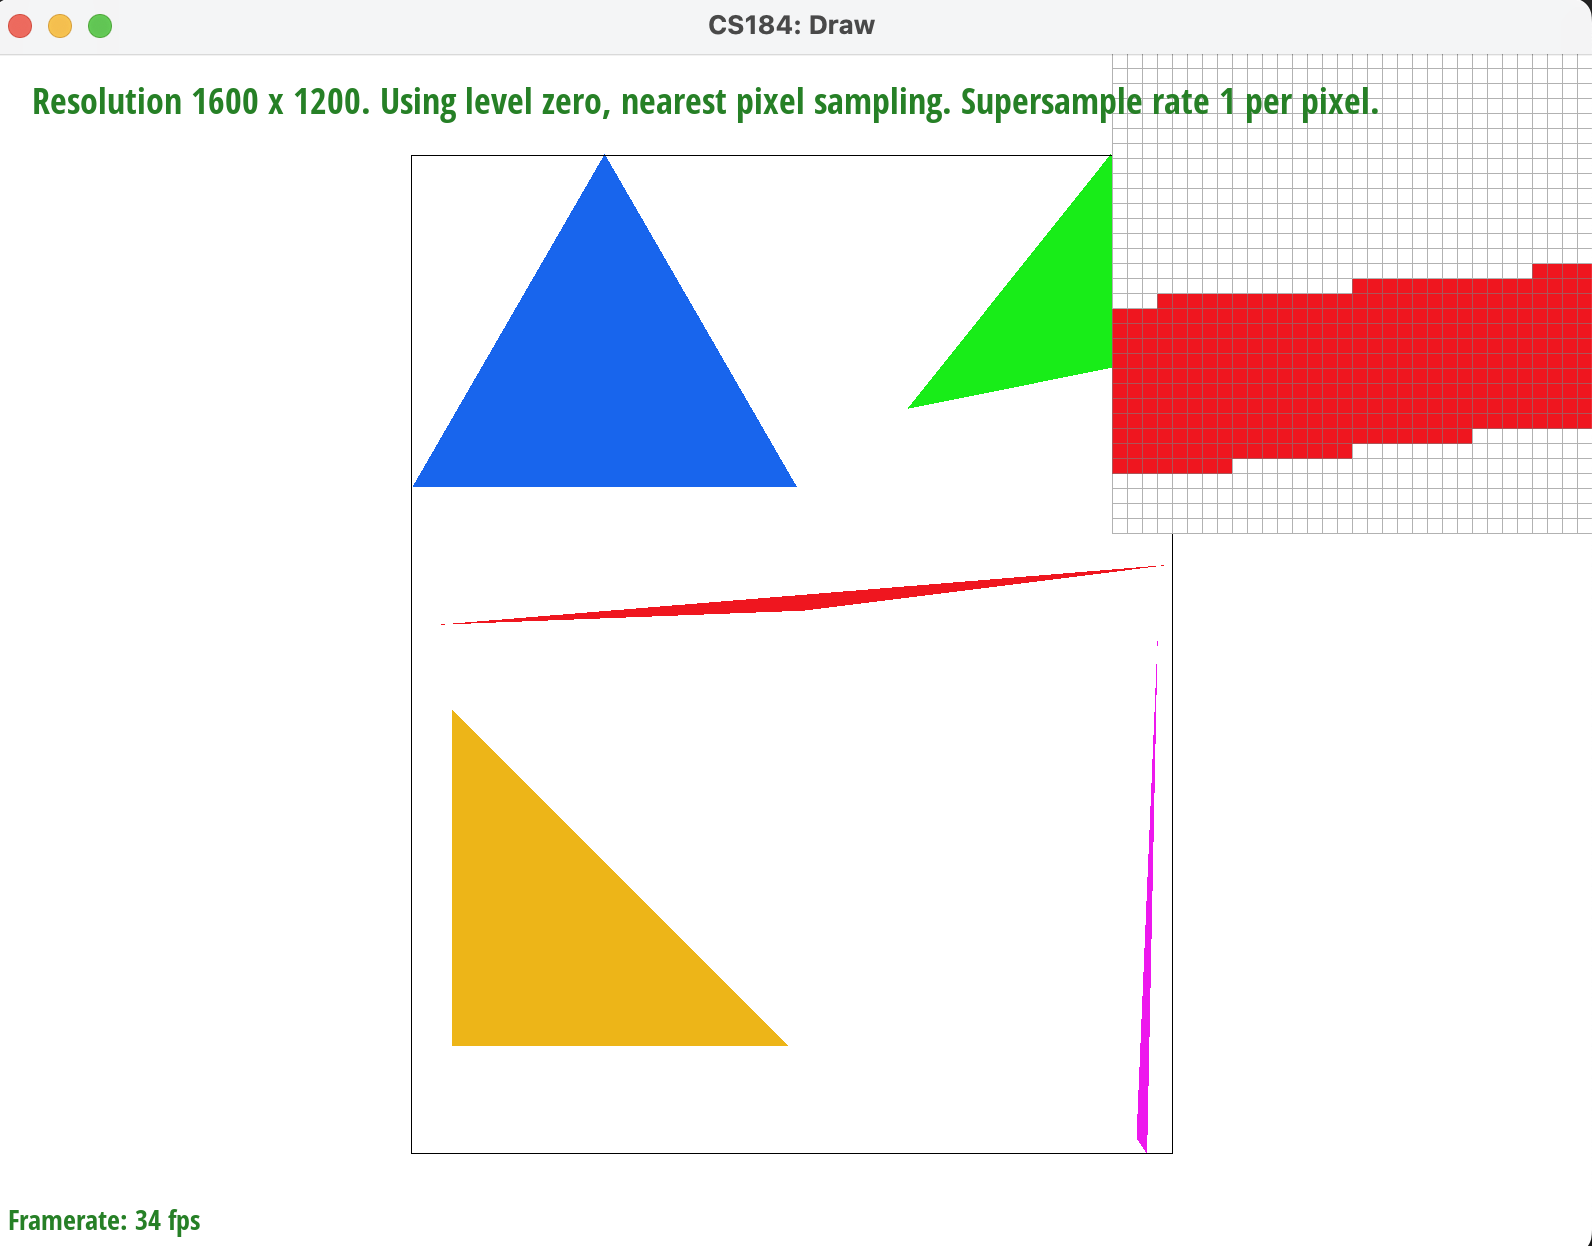 CS184: Draw
Resolution 1600 x 1200. Using level zero, nearest pixel sampling. Supersample rate 1 per pixel.
Framerate: 34 fps